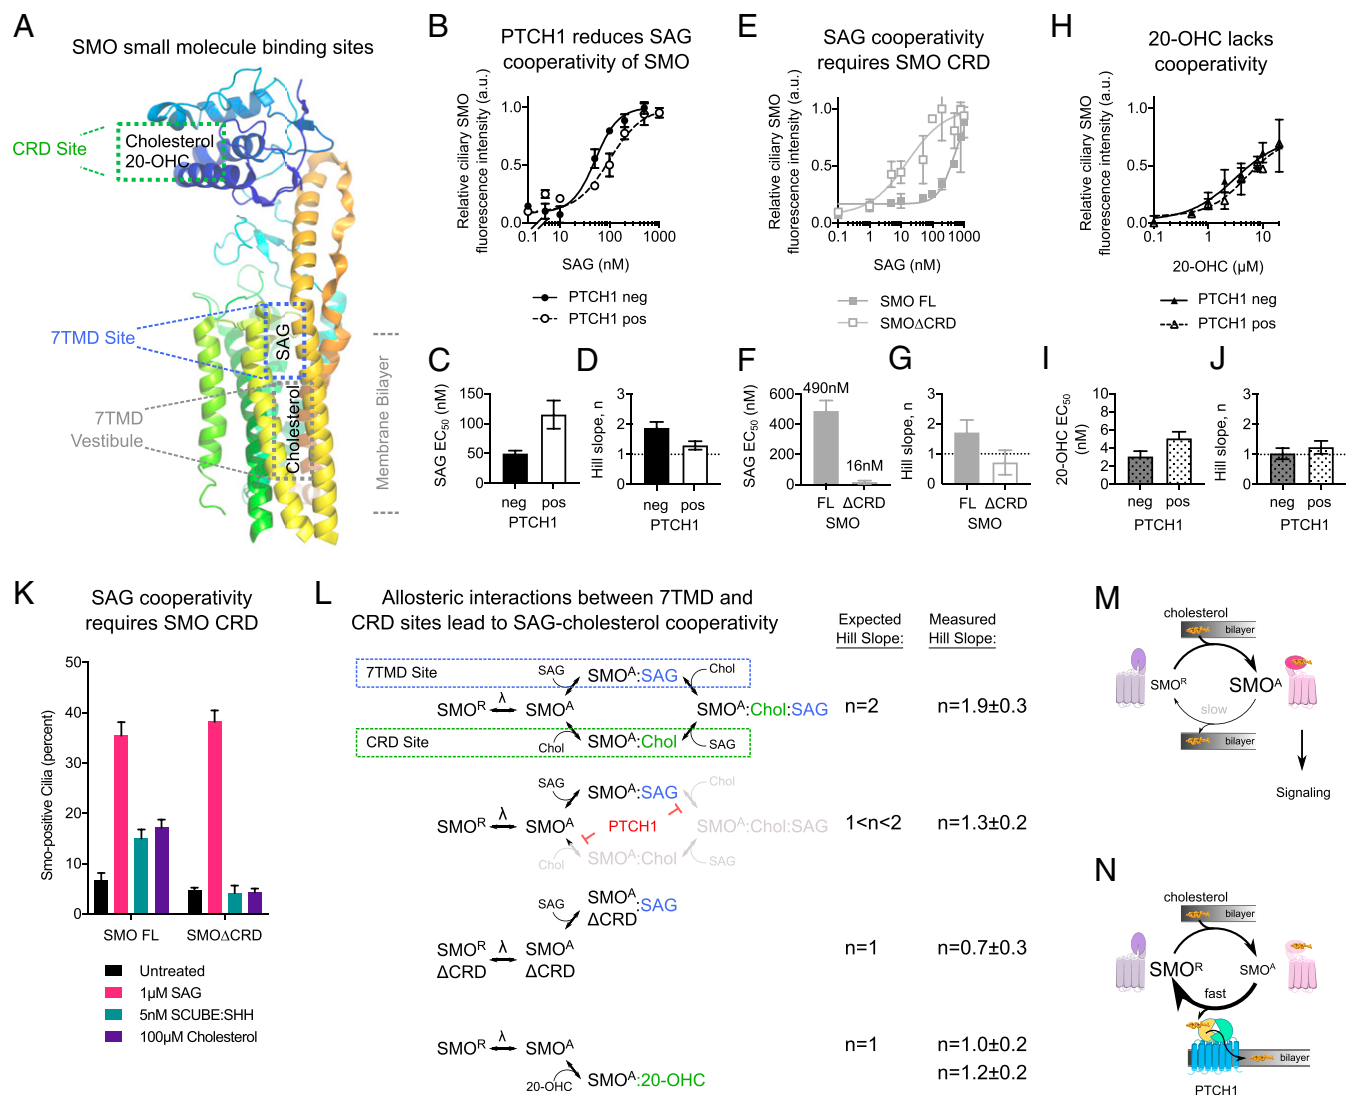 A
SMO small molecule binding sites
CRD Site
Cholesterol
20-OHC
7TMD Site
SAG
7TMD
Vestibule
Cholesterol
Membrane Bilayer
B
PTCH1 reduces SAG
cooperativity of SMO
Relative ciliary SMO
fluorescence intensity (a.u.)
1.0
0.5
0.0
0.1
10
100
1000
SAG (nM)
PTCH1 neg
PTCH1 pos
C
SAG EC50 (nM)
150
100
50
0
neg pos
PTCH1
D
Hill slope, n
3
2
1
0
neg pos
PTCH1
E
SAG cooperativity
requires SMO CRD
Relative ciliary SMO
fluorescence intensity (a.u.)
1.0
0.5
0.0
0.1 1 10 100 1000
SAG (nM)
SMO FL
SMOΔCRD
F
SAG EC50 (nM)
600
400
200
0
490nM
16nM
FL ΔCRD
SMO
G
Hill slope, n
3
2
1
0
FL ΔCRD
SMO
H
20-OHC lacks
cooperativity
Relative ciliary SMO
fluorescence intensity (a.u.)
1.0
0.5
0.0
0.1 1 10
20-OHC (µM)
PTCH1 neg
PTCH1 pos
I
20-OHC EC50
(nM)
10
8
6
4
2
0
neg pos
PTCH1
J
Hill slope, n
3
2
1
0
neg pos
PTCH1
K
SAG cooperativity
requires SMO CRD
Smo-positive Cilia (percent)
50
40
30
20
10
0
SMO FL SMOΔCRD
Untreated
1µM SAG
5nM SCUBE:SHH
100µM Cholesterol
L
Allosteric interactions between 7TMD and
CRD sites lead to SAG-cholesterol cooperativity
Expected
Hill Slope:
Measured
Hill Slope:
7TMD Site
SAG
SMOA:SAG
Chol
SMOR λ SMOA
SMOA:Chol:SAG
n=2
n=1.9±0.3
CRD Site
Chol
SMOA:Chol
SAG
SAG
SMOA:SAG
Chol
SMOR λ SMOA
PTCH1
SMOA:Chol:SAG
1<n<2
n=1.3±0.2
Chol
SMOA:Chol
SAG
SAG
SMOA:SAG
ΔCRD
SMOR λ SMOA
ΔCRD ΔCRD
n=1
n=0.7±0.3
SMOR λ SMOA
n=1
n=1.0±0.2
20-OHC
SMOA:20-OHC
n=1.2±0.2
M
cholesterol
bilayer
SMOR
SMOA
slow
bilayer
Signaling
N
cholesterol
bilayer
SMOR
SMOA
fast
bilayer
PTCH1